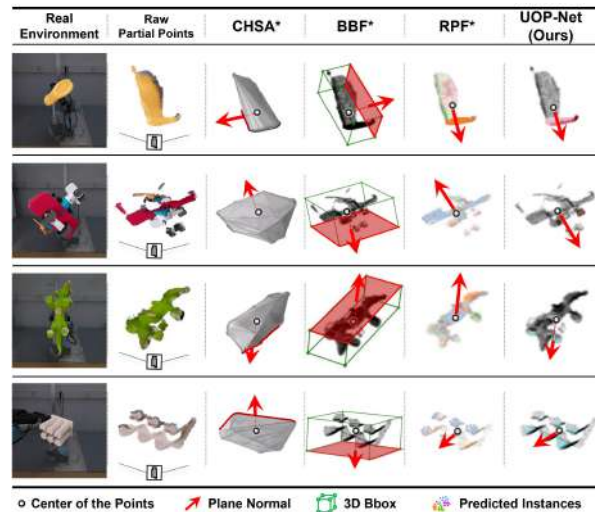 Real Environment
Raw Partial Points
CHSA*
BBF*
RPF*
UOP-Net (Ours)
Center of the Points
Plane Normal
3D Bbox
Predicted Instances